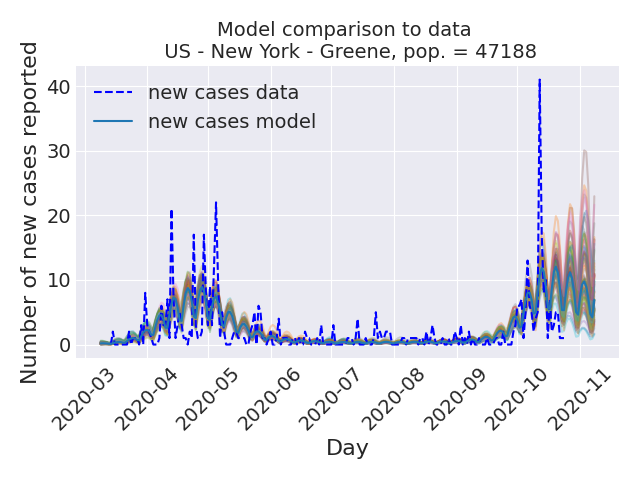 Model comparison to data
US - New York - Greene, pop. = 47188
Number of new cases reported
40
30
20
10
0
new cases data
new cases model
2020-03
2020-04
2020-05
2020-06
2020-07
2020-08
2020-09
2020-10
2020-11
Day